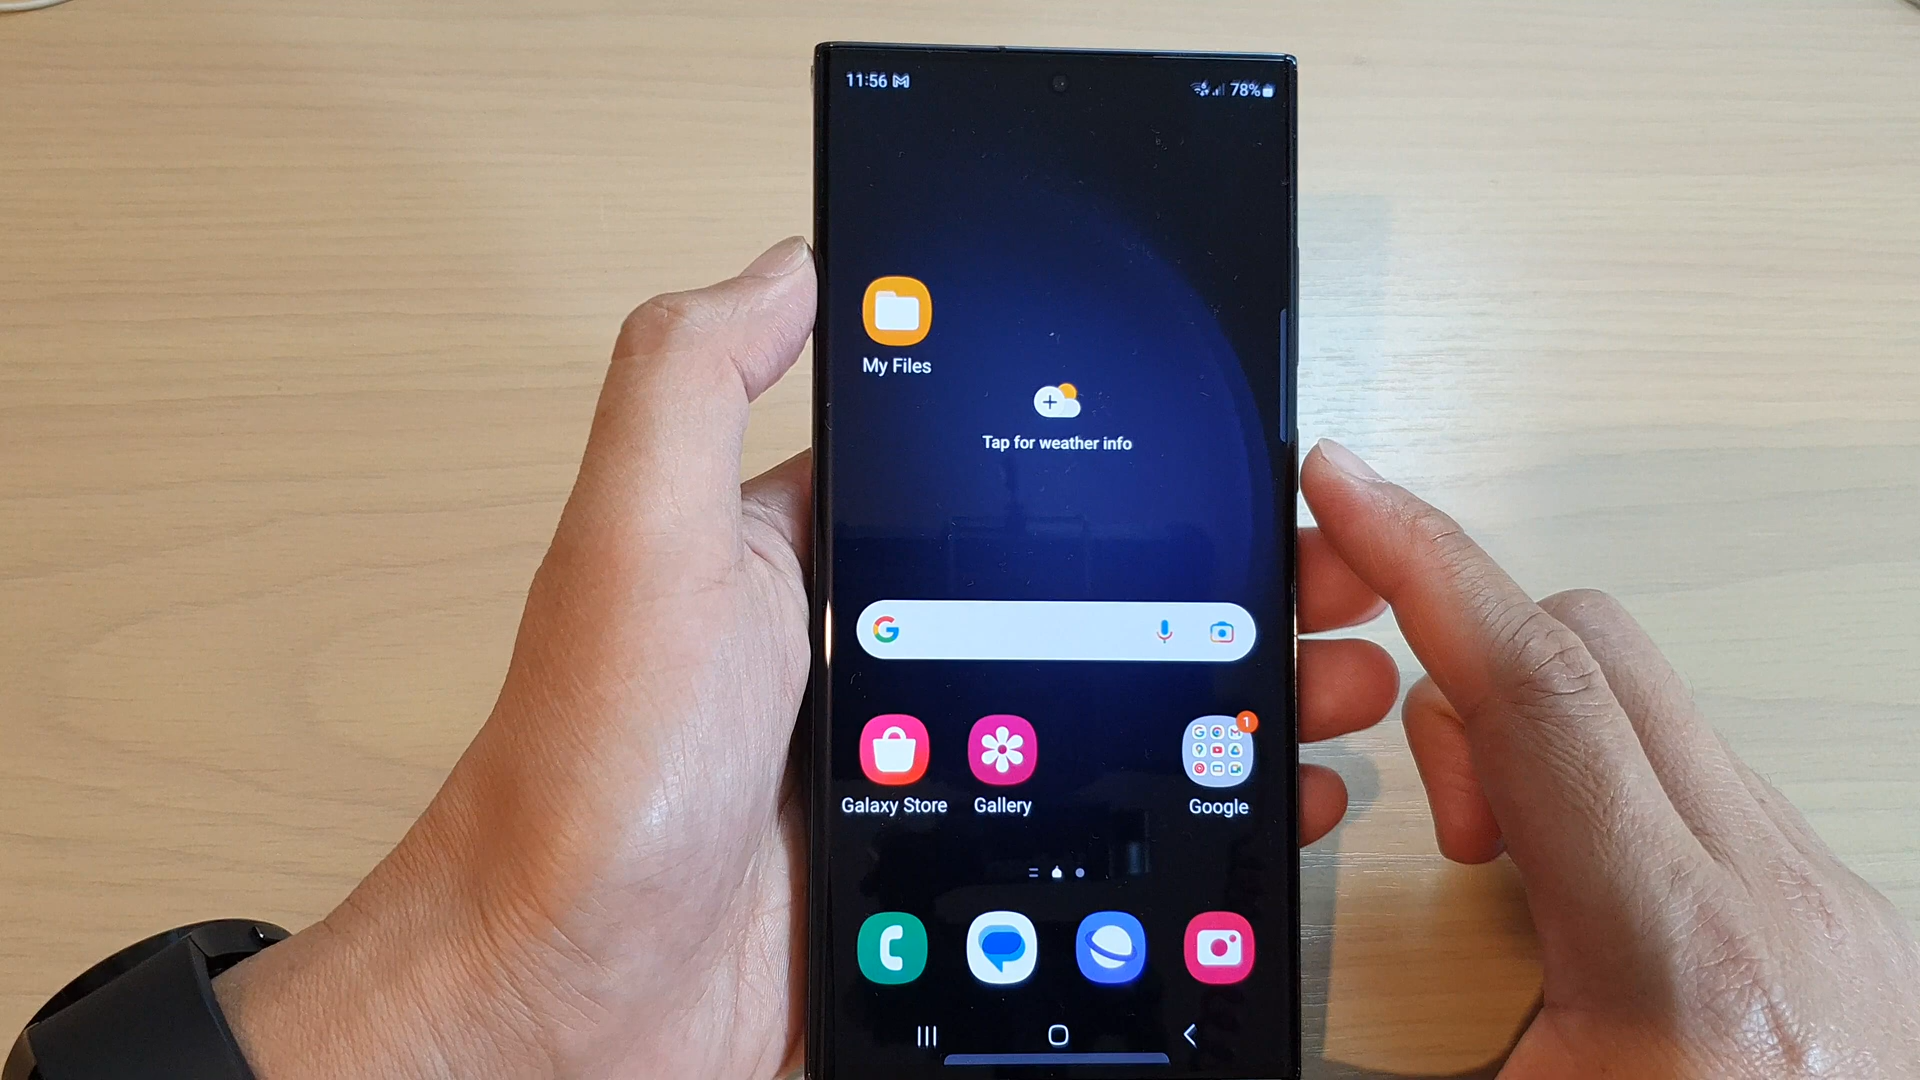 11:56
78%
My Files
Tap for weather info
Galaxy Store
Gallery
1
Google